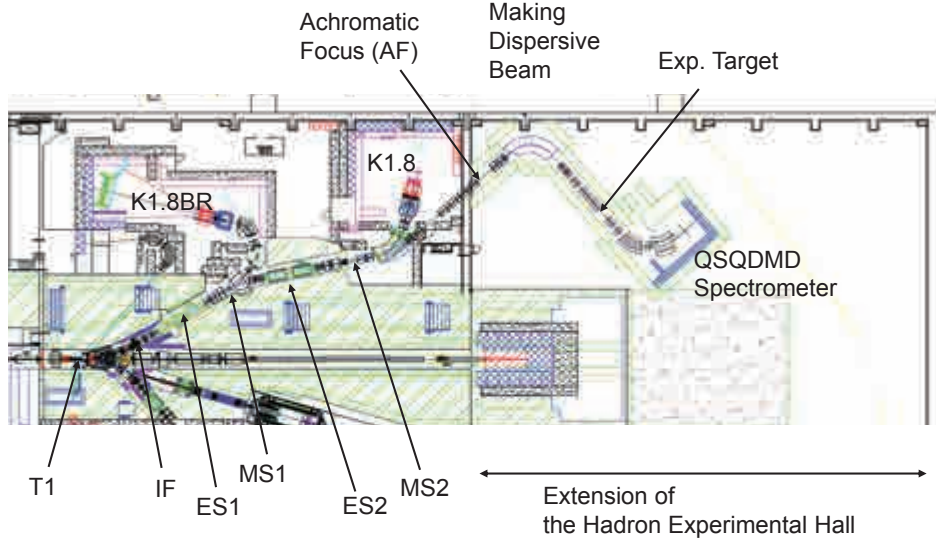 Achromatic
Focus (AF)
Making
Dispersive
Beam
Exp. Target
K1.8
K1.8BR
QSQDMD
Spectrometer
T1
IF
ES1
MS1
ES2
MS2
Extension of
the Hadron Experimental Hall